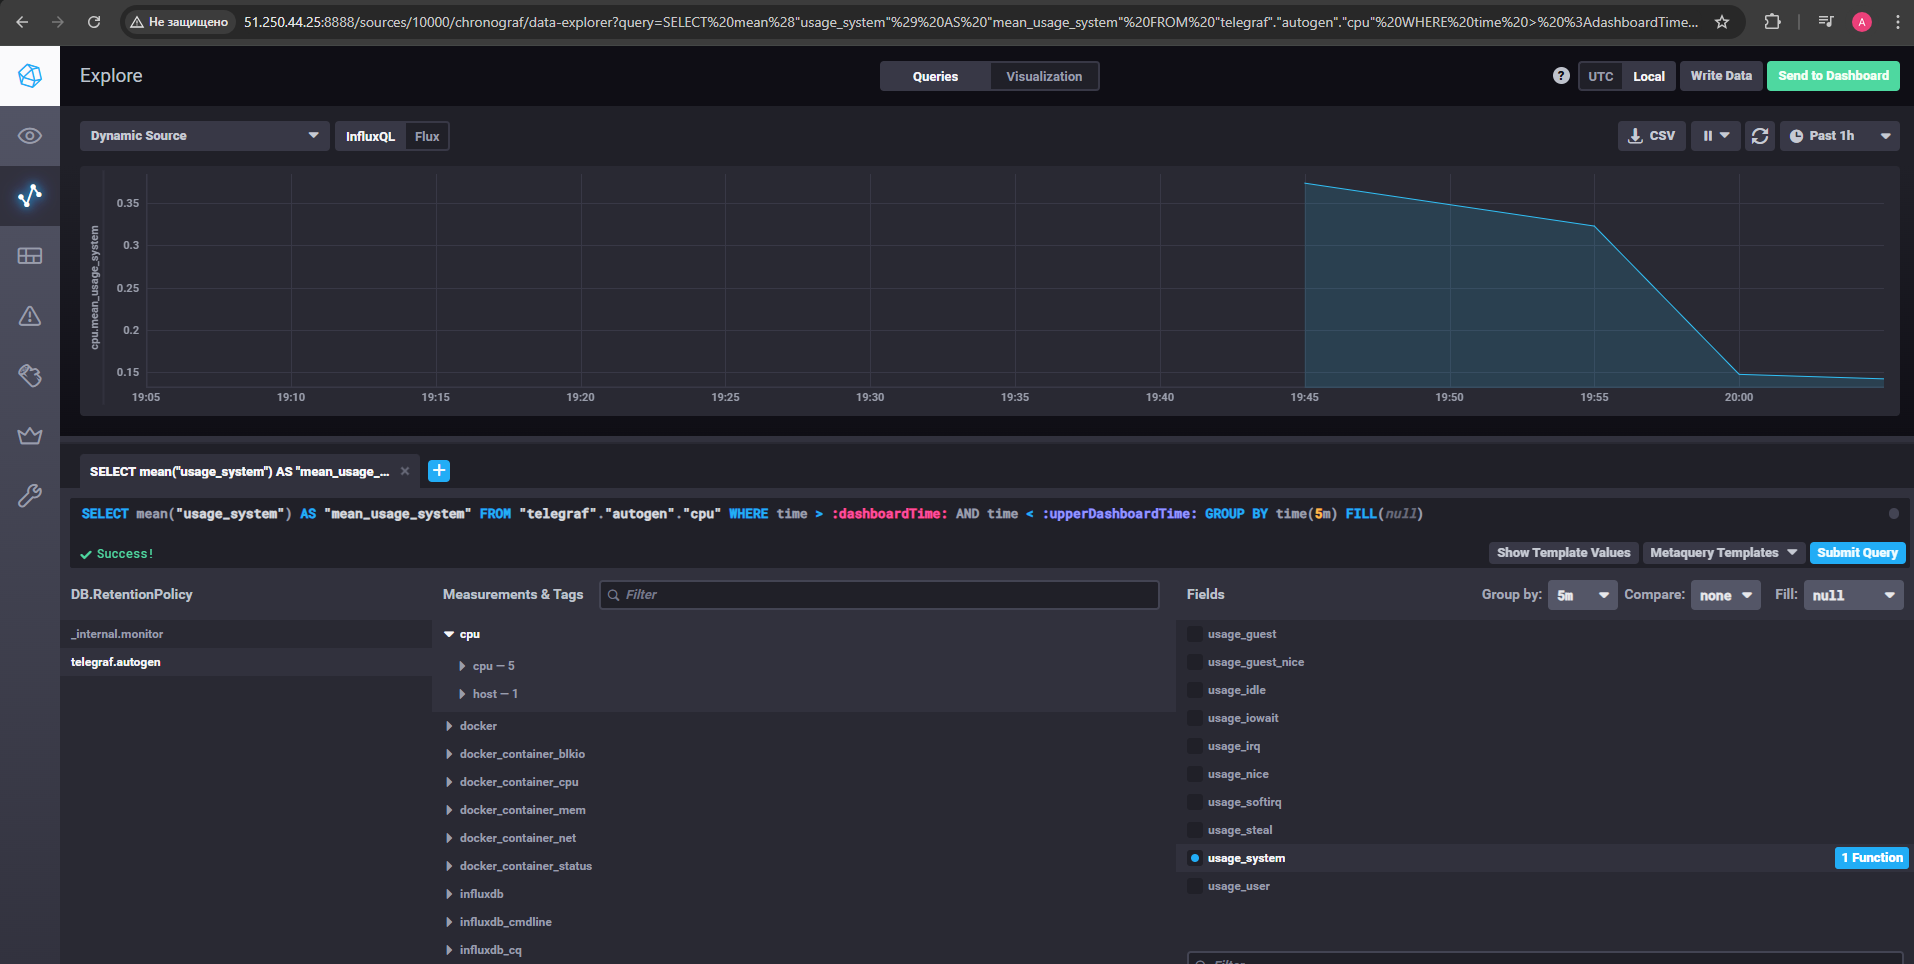 Не защищено
51.250.44.25:8888/sources/10000/chronograf/data-explorer?query=SELECT%20mean%28"usage_system"%29%20AS%20"mean_usage_system"%20FROM%20"telegraf"."autogen"."cpu"%20WHERE%20time%20>%20%3AdashboardTime...
A
Explore
Queries
Visualization
?
UTC
Local
Write Data
Send to Dashboard
Dynamic Source
InfluxQL
Flux
CSV
Past 1h
cpu.mean_usage_system
0.35
0.3
0.25
0.2
0.15
19:05 19:10 19:15 19:20 19:25 19:30 19:35 19:40 19:45 19:50 19:55 20:00
SELECT mean("usage_system") AS "mean_usage_...
SELECT mean("usage_system") AS "mean_usage_system" FROM "telegraf"."autogen"."cpu" WHERE time > :dashboardTime: AND time < :upperDashboardTime: GROUP BY time(5m) FILL(null)
Success!
Show Template Values
Metaquery Templates
Submit Query
DB.RetentionPolicy
_internal.monitor
telegraf.autogen
Measurements & Tags
Filter
cpu
cpu — 5
host — 1
docker
docker_container_blkio
docker_container_cpu
docker_container_mem
docker_container_net
docker_container_status
influxdb
influxdb_cmdline
influxdb_cq
Fields
Group by: 5m
Compare: none
Fill: null
usage_guest
usage_guest_nice
usage_idle
usage_iowait
usage_irq
usage_nice
usage_softirq
usage_steal
usage_system
1 Function
usage_user
Filter